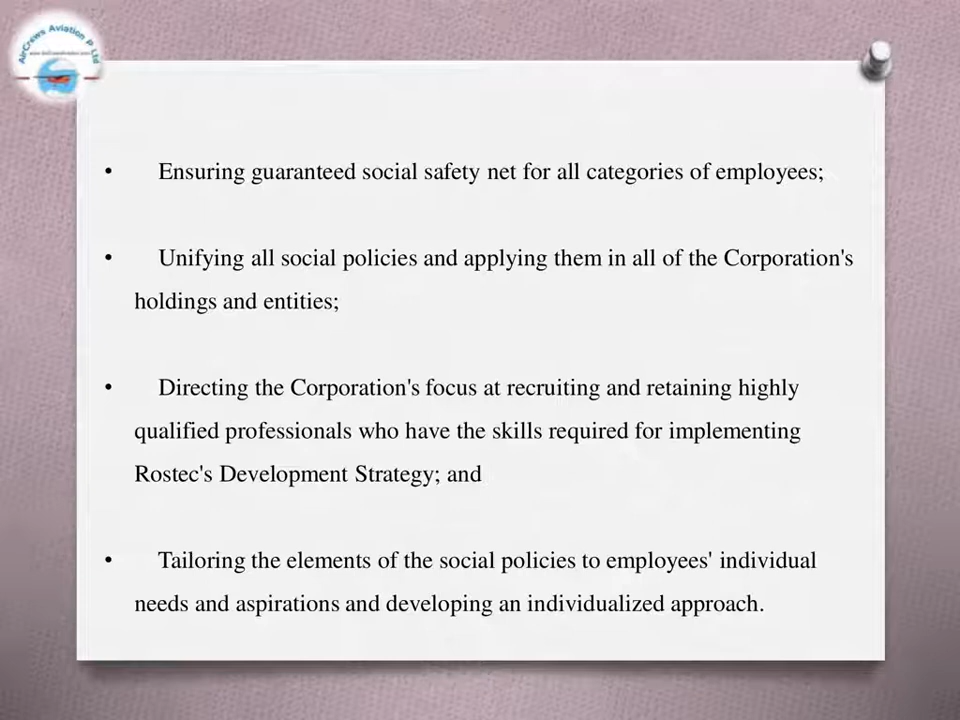 AirCrews Aviation P Ltd
• Ensuring guaranteed social safety net for all categories of employees;
• Unifying all social policies and applying them in all of the Corporation's
holdings and entities;
• Directing the Corporation's focus at recruiting and retaining highly
qualified professionals who have the skills required for implementing
Rostec's Development Strategy; and
• Tailoring the elements of the social policies to employees' individual
needs and aspirations and developing an individualized approach.